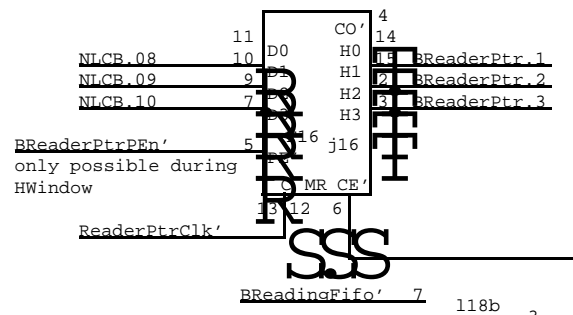 4
11 CO' 14
D0 H0
NLCB.08 10 D1 H1 15 BReaderPtr.1
NLCB.09 9 H2 2 BReaderPtr.2
NLCB.10 7 H3 3 BReaderPtr.3
j16
BReaderPtrPEn' 5
only possible during
HWindow
C MR CE'
13 12 6
ReaderPtrClk'
S.SS
BReadingFifo' 7
l18b